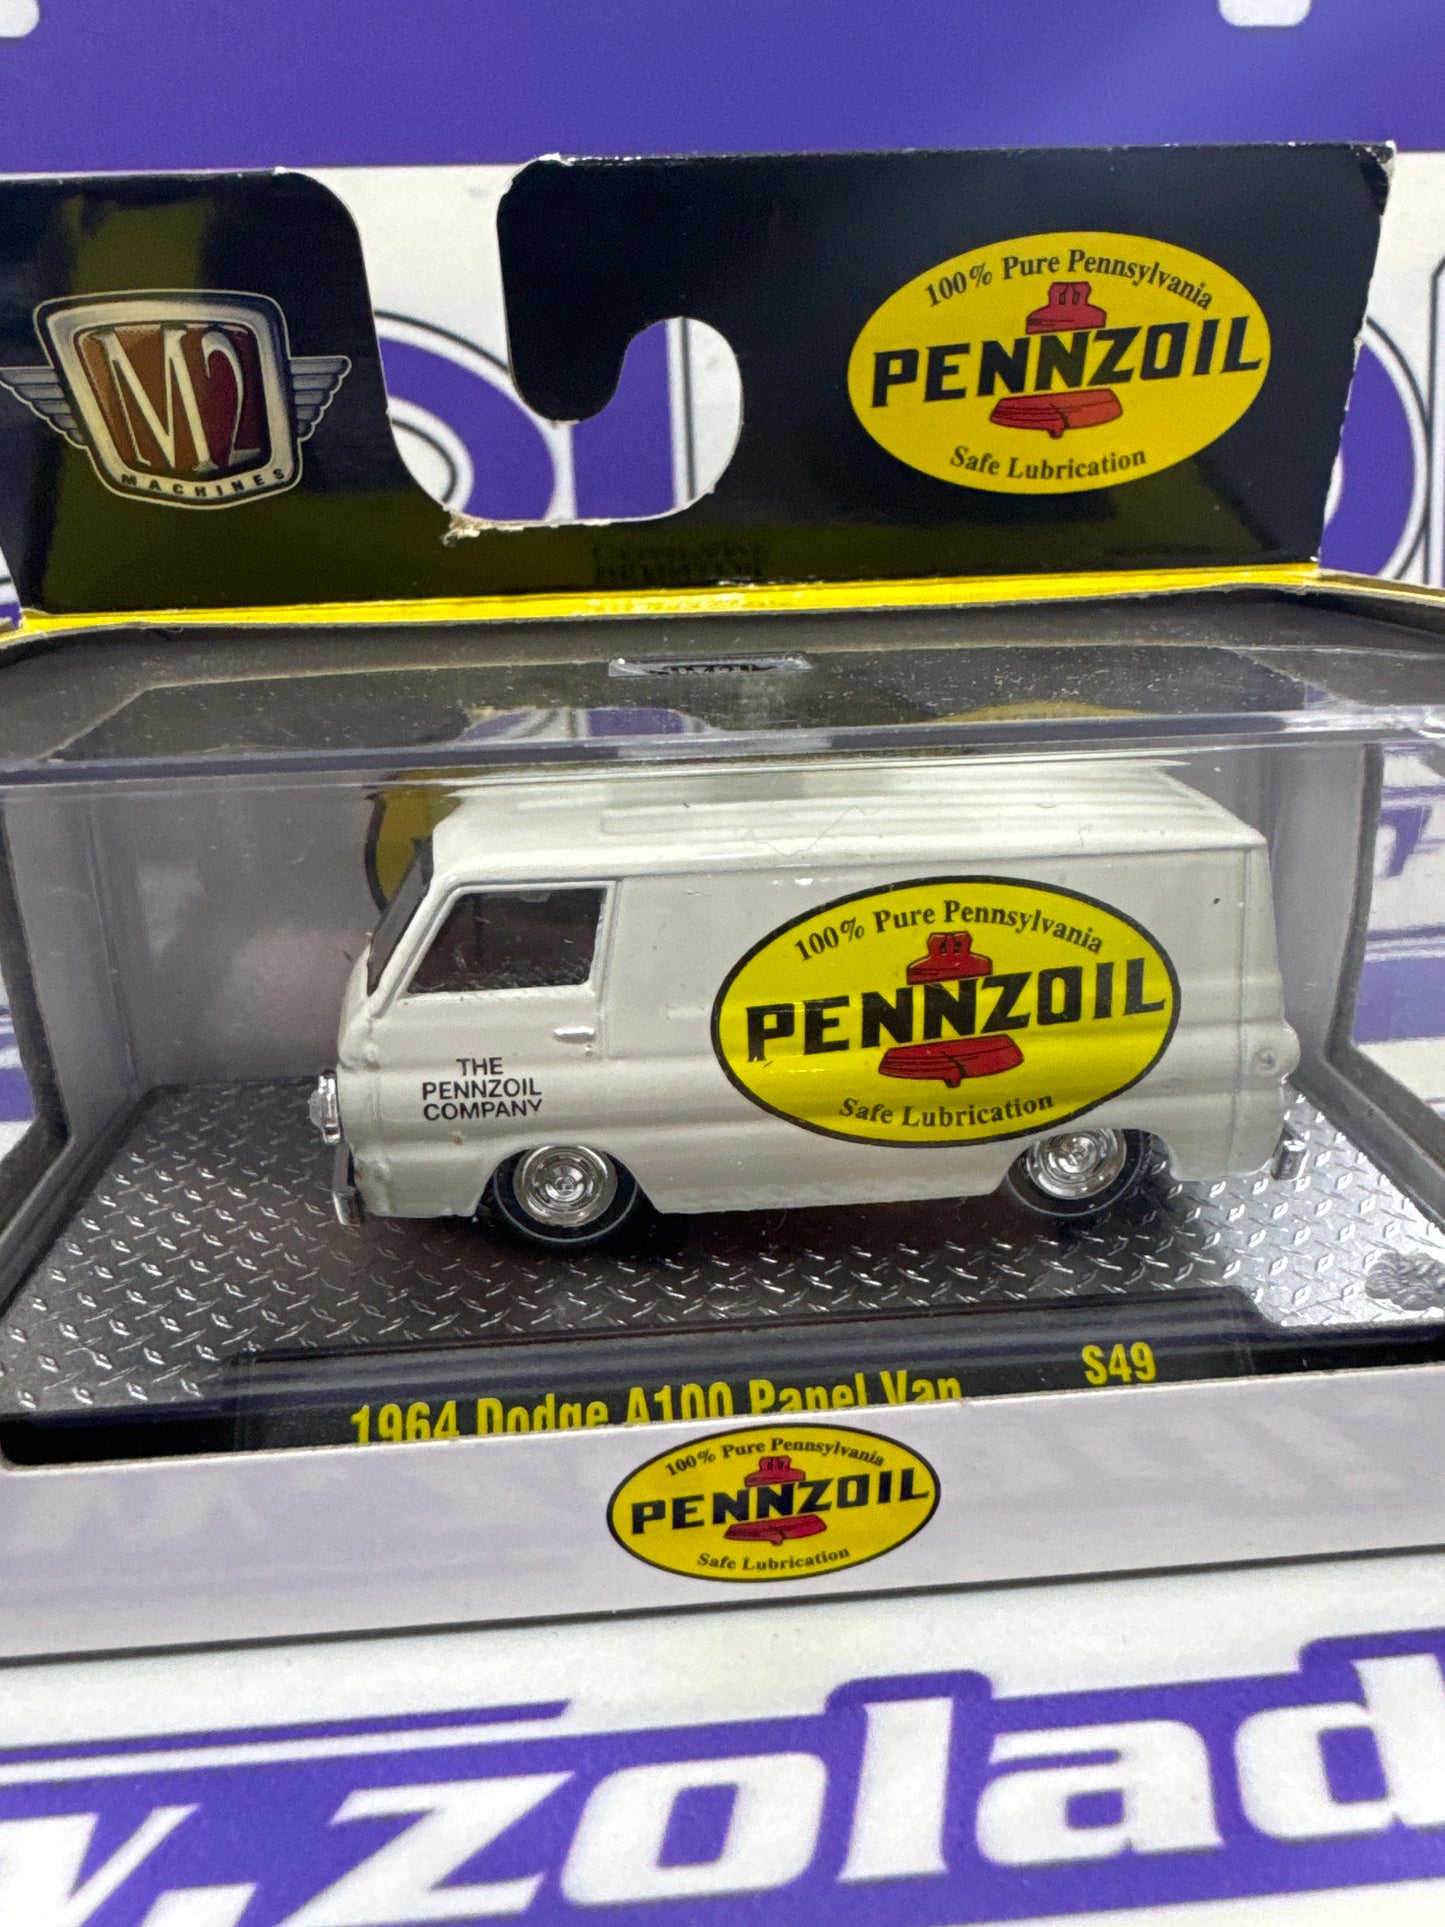 M2
MACHINES
100% Pure Pennsylvania
PENNZOIL
Safe Lubrication
100% Pure Pennsylvania
PENNZOIL
Safe Lubrication
THE
PENNZOIL
COMPANY
1964 Dodge A100 Panel Van S49
100% Pure Pennsylvania
PENNZOIL
Safe Lubrication
.zolad